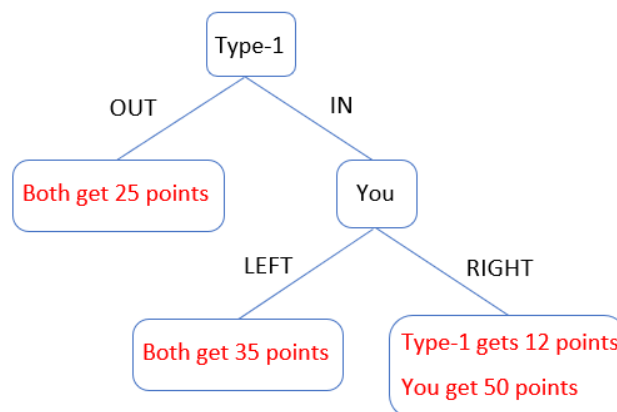 Type-1
OUT
IN
Both get 25 points
You
LEFT
RIGHT
Both get 35 points
Type-1 gets 12 points
You get 50 points